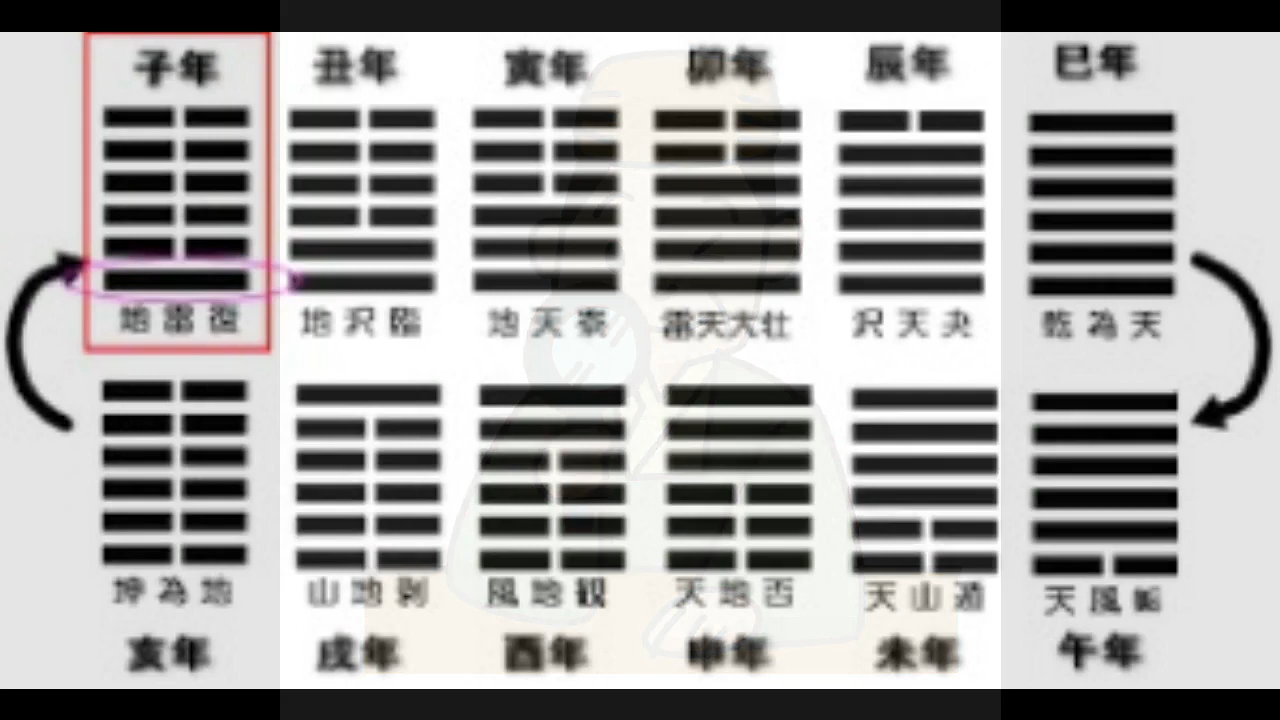 子年 丑年 寅年 卯年 辰年 巳年
地雷復 地沢臨 地天泰 雷天大壮 沢天夬 乾為天
坤為地 山地剥 風地観 天地否 天山遁 天風姤
亥年 戌年 酉年 申年 未年 午年